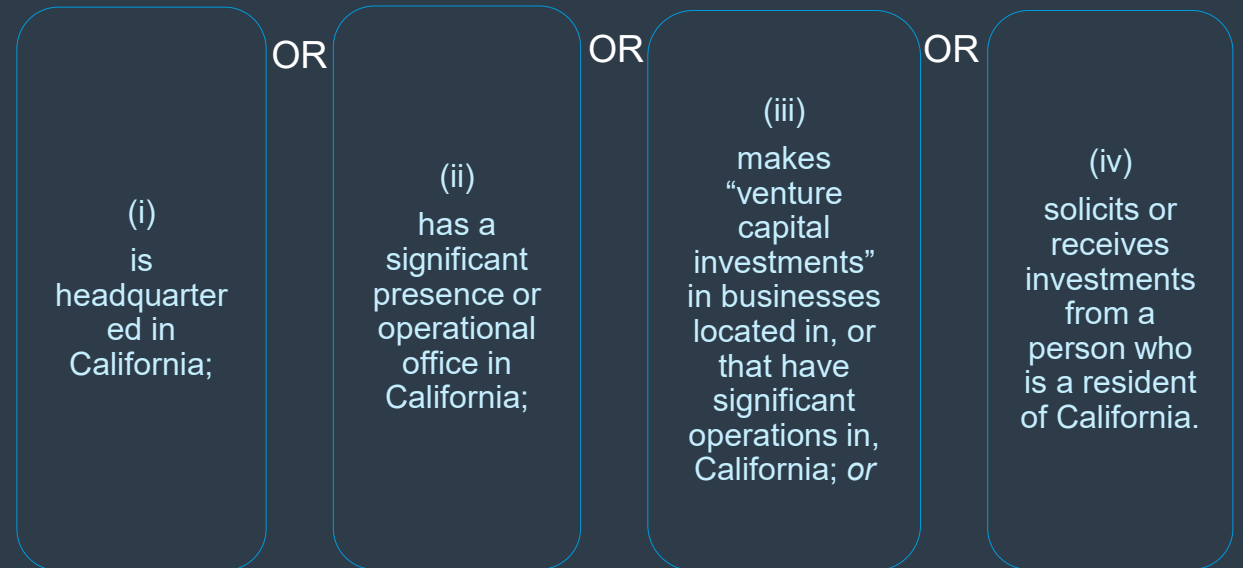 (i)
is
headquarter
ed in
California;
OR
(ii)
has a
significant
presence or
operational
office in
California;
OR
(iii)
makes
“venture
capital
investments”
in businesses
located in, or
that have
significant
operations in,
California; or
OR
(iv)
solicits or
receives
investments
from a
person who
is a resident
of California.